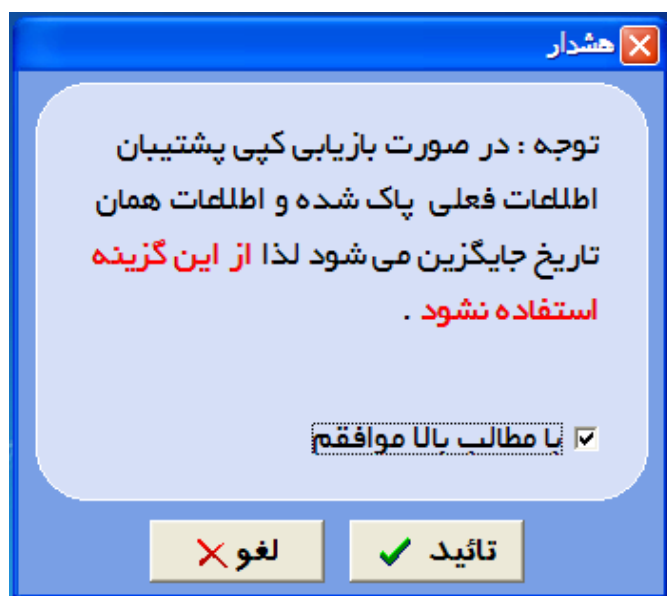 هشدار
توجه : در صورت بازیابی کپی پشتیبان
اطلاعات فعلی پاک شده و اطلاعات همان
تاریخ جایگزین می شود لذا از این گزینه
استفاده نشود .
با مطالب بالا موافقم
تائید
لغو